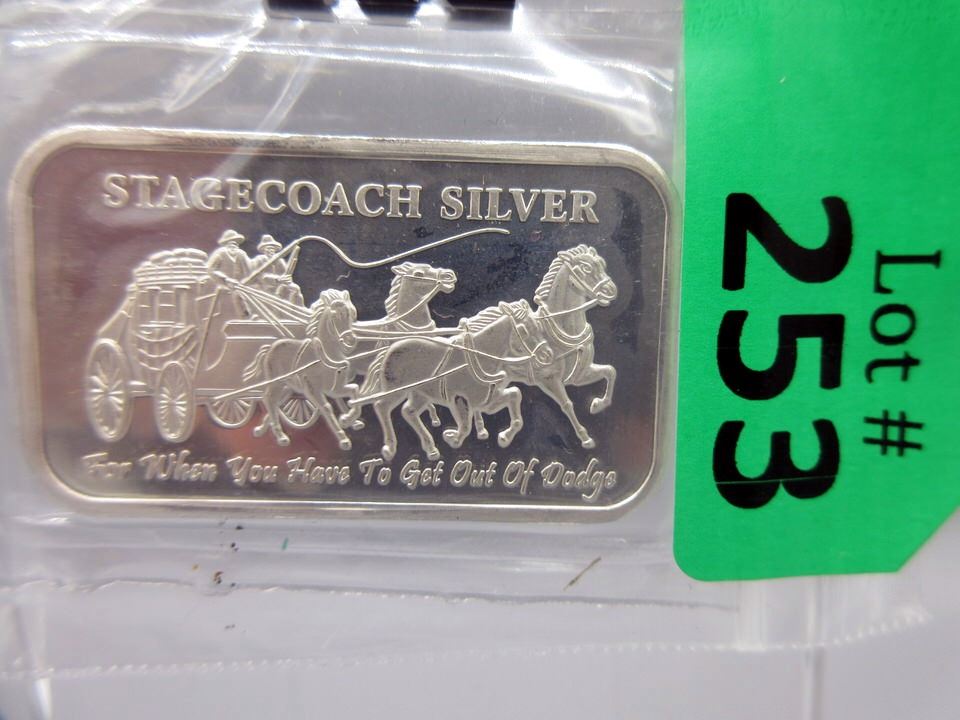 STAGECOACH SILVER
For When You Have To Get Out Of Dodge
Lot #
253